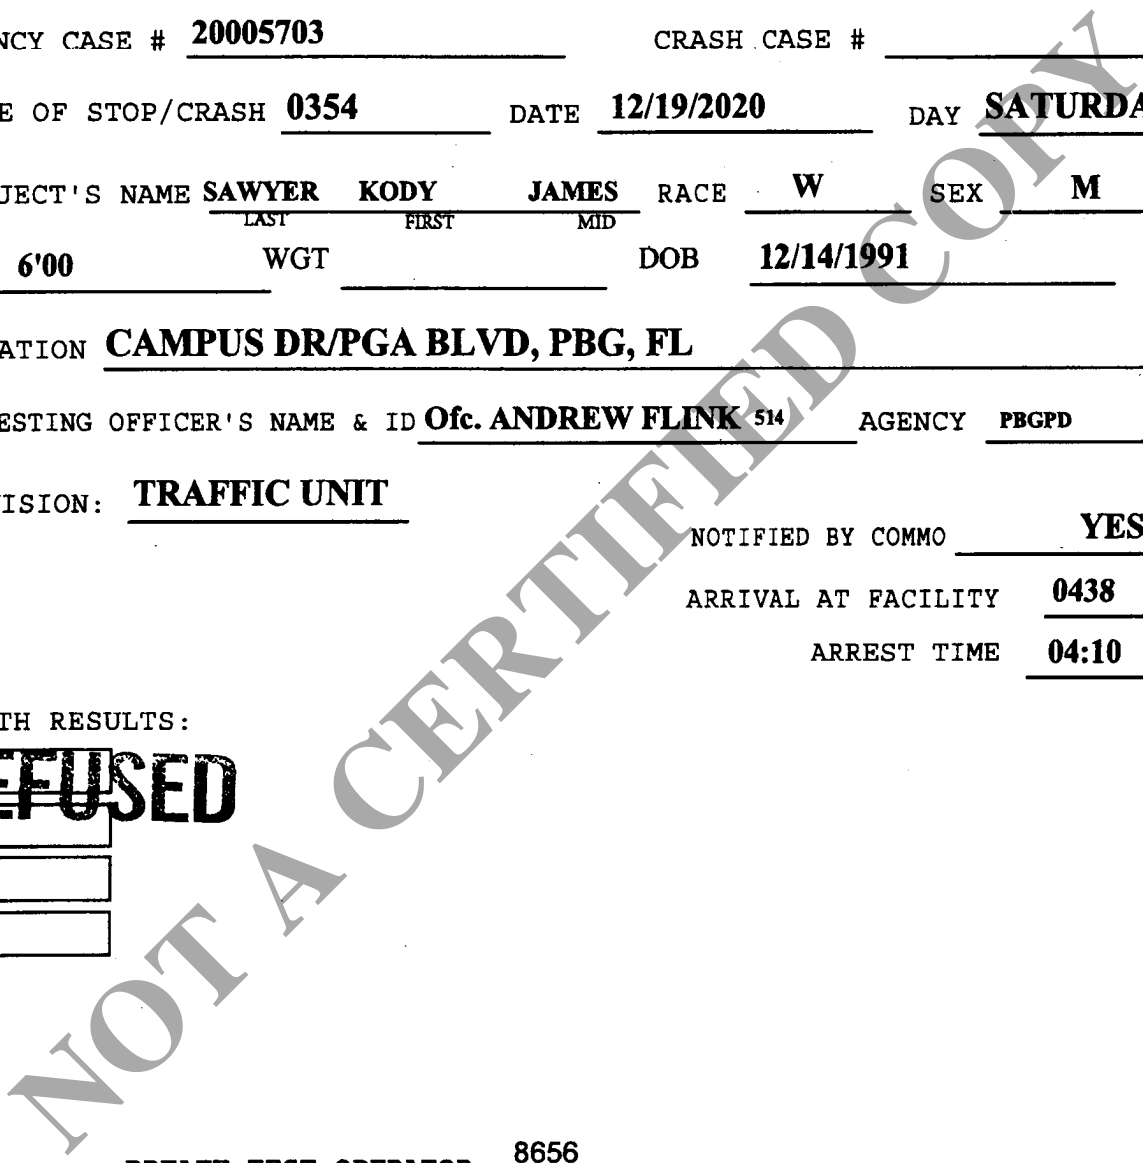 NCY CASE # 20005703 CRASH CASE #
E OF STOP/CRASH 0354 DATE 12/19/2020 DAY SATURDA
JECT'S NAME SAWYER KODY JAMES RACE W SEX M
LAST FIRST MID
6'00 WGT DOB 12/14/1991
ATION CAMPUS DR/PGA BLVD, PBG, FL
ESTING OFFICER'S NAME & ID Ofc. ANDREW FLINK 514 AGENCY PBGPD
ISION: TRAFFIC UNIT
NOTIFIED BY COMMO YES
ARRIVAL AT FACILITY 0438
ARREST TIME 04:10
TH RESULTS:
EFUSED
8656
NOT A CERTIFIED COPY